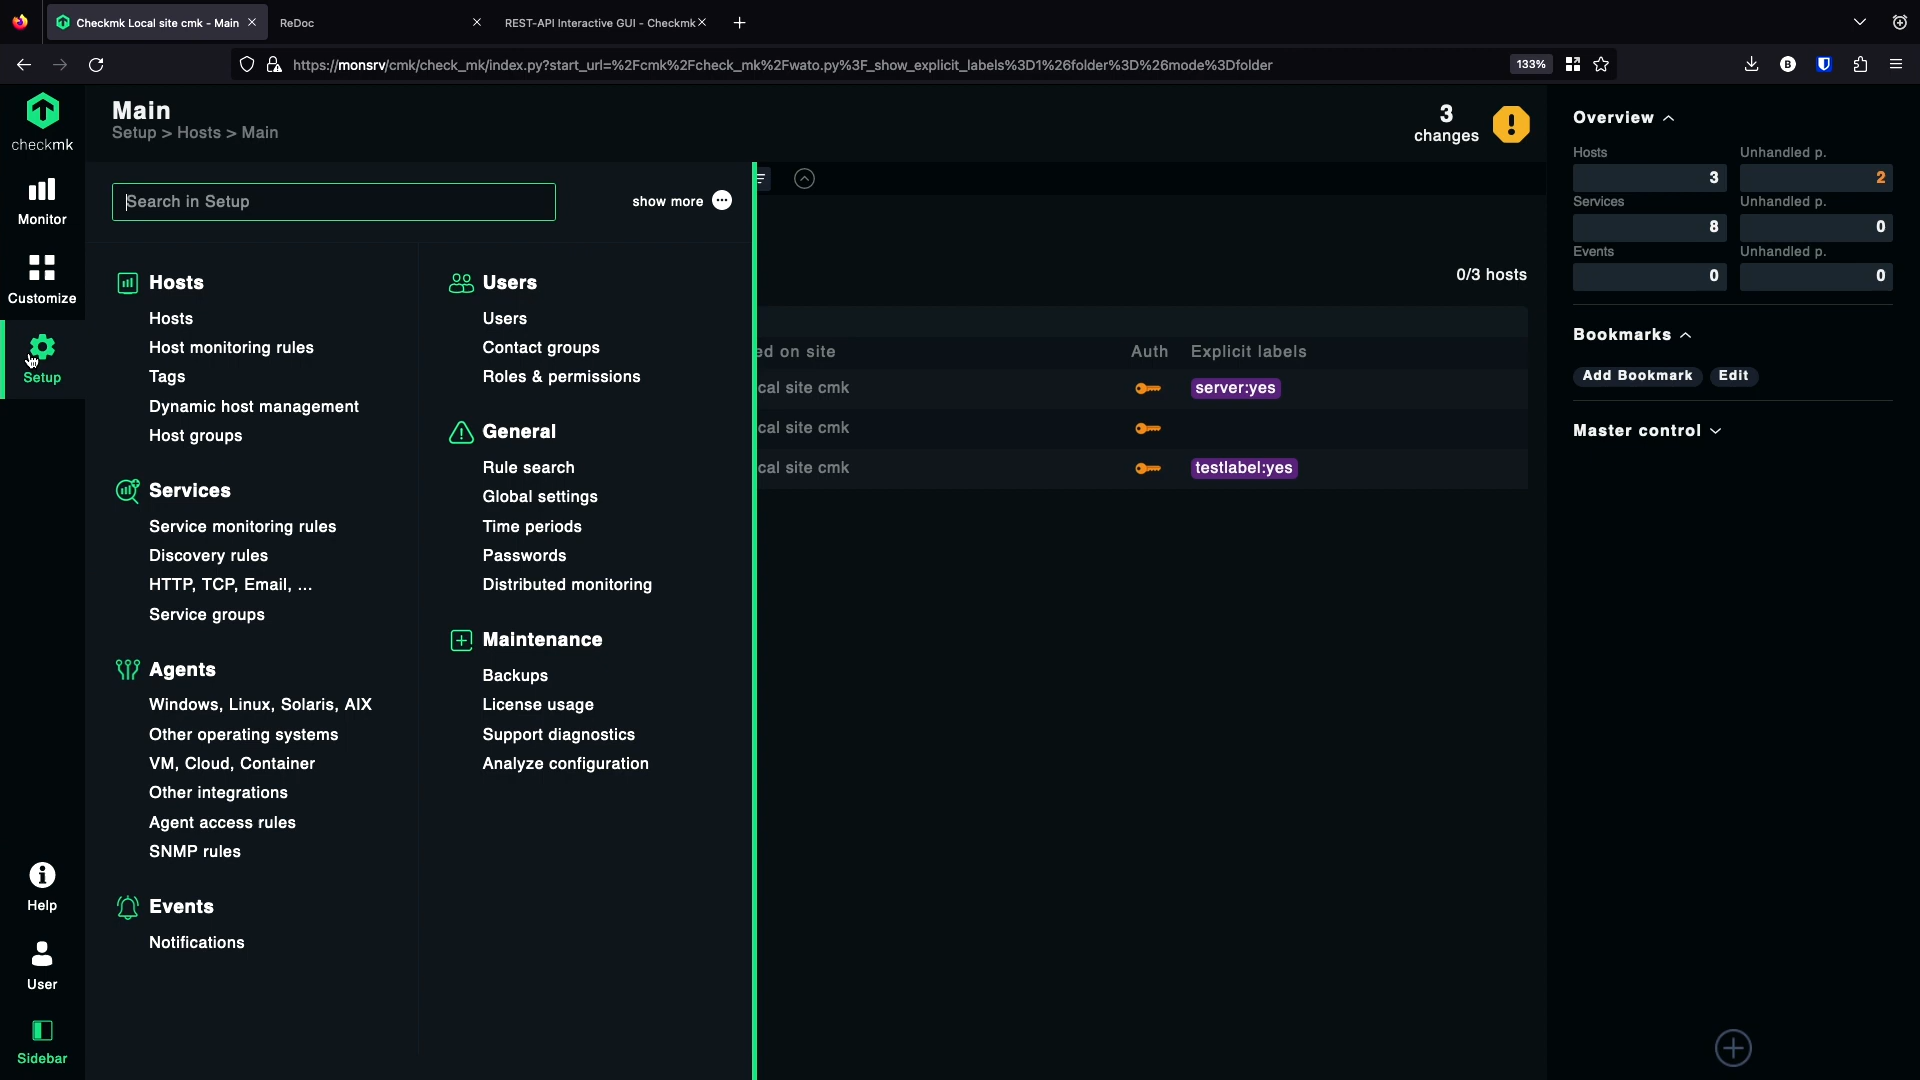 Checkmk Local site cmk - Main
ReDoc
REST-API Interactive GUI - Checkmk
https://monsrv/cmk/check_mk/index.py?start_url=%2Fcmk%2Fcheck_mk%2Fwato.py%3F_show_explicit_labels%3D1%26folder%3D%26mode%3Dfolder
133%
B
checkmk
Monitor
Customize
Setup
Help
User
Sidebar
Main
Setup > Hosts > Main
3
changes
Search in Setup
show more
Hosts
Hosts
Host monitoring rules
Tags
Dynamic host management
Host groups
Services
Service monitoring rules
Discovery rules
HTTP, TCP, Email, ...
Service groups
Agents
Windows, Linux, Solaris, AIX
Other operating systems
VM, Cloud, Container
Other integrations
Agent access rules
SNMP rules
Events
Notifications
Users
Users
Contact groups
Roles & permissions
General
Rule search
Global settings
Time periods
Passwords
Distributed monitoring
Maintenance
Backups
License usage
Support diagnostics
Analyze configuration
0/3 hosts
ed on site Auth Explicit labels
cal site cmk server:yes
cal site cmk
cal site cmk testlabel:yes
Overview
Hosts Unhandled p.
3 2
Services Unhandled p.
8 0
Events Unhandled p.
0 0
Bookmarks
Add Bookmark Edit
Master control